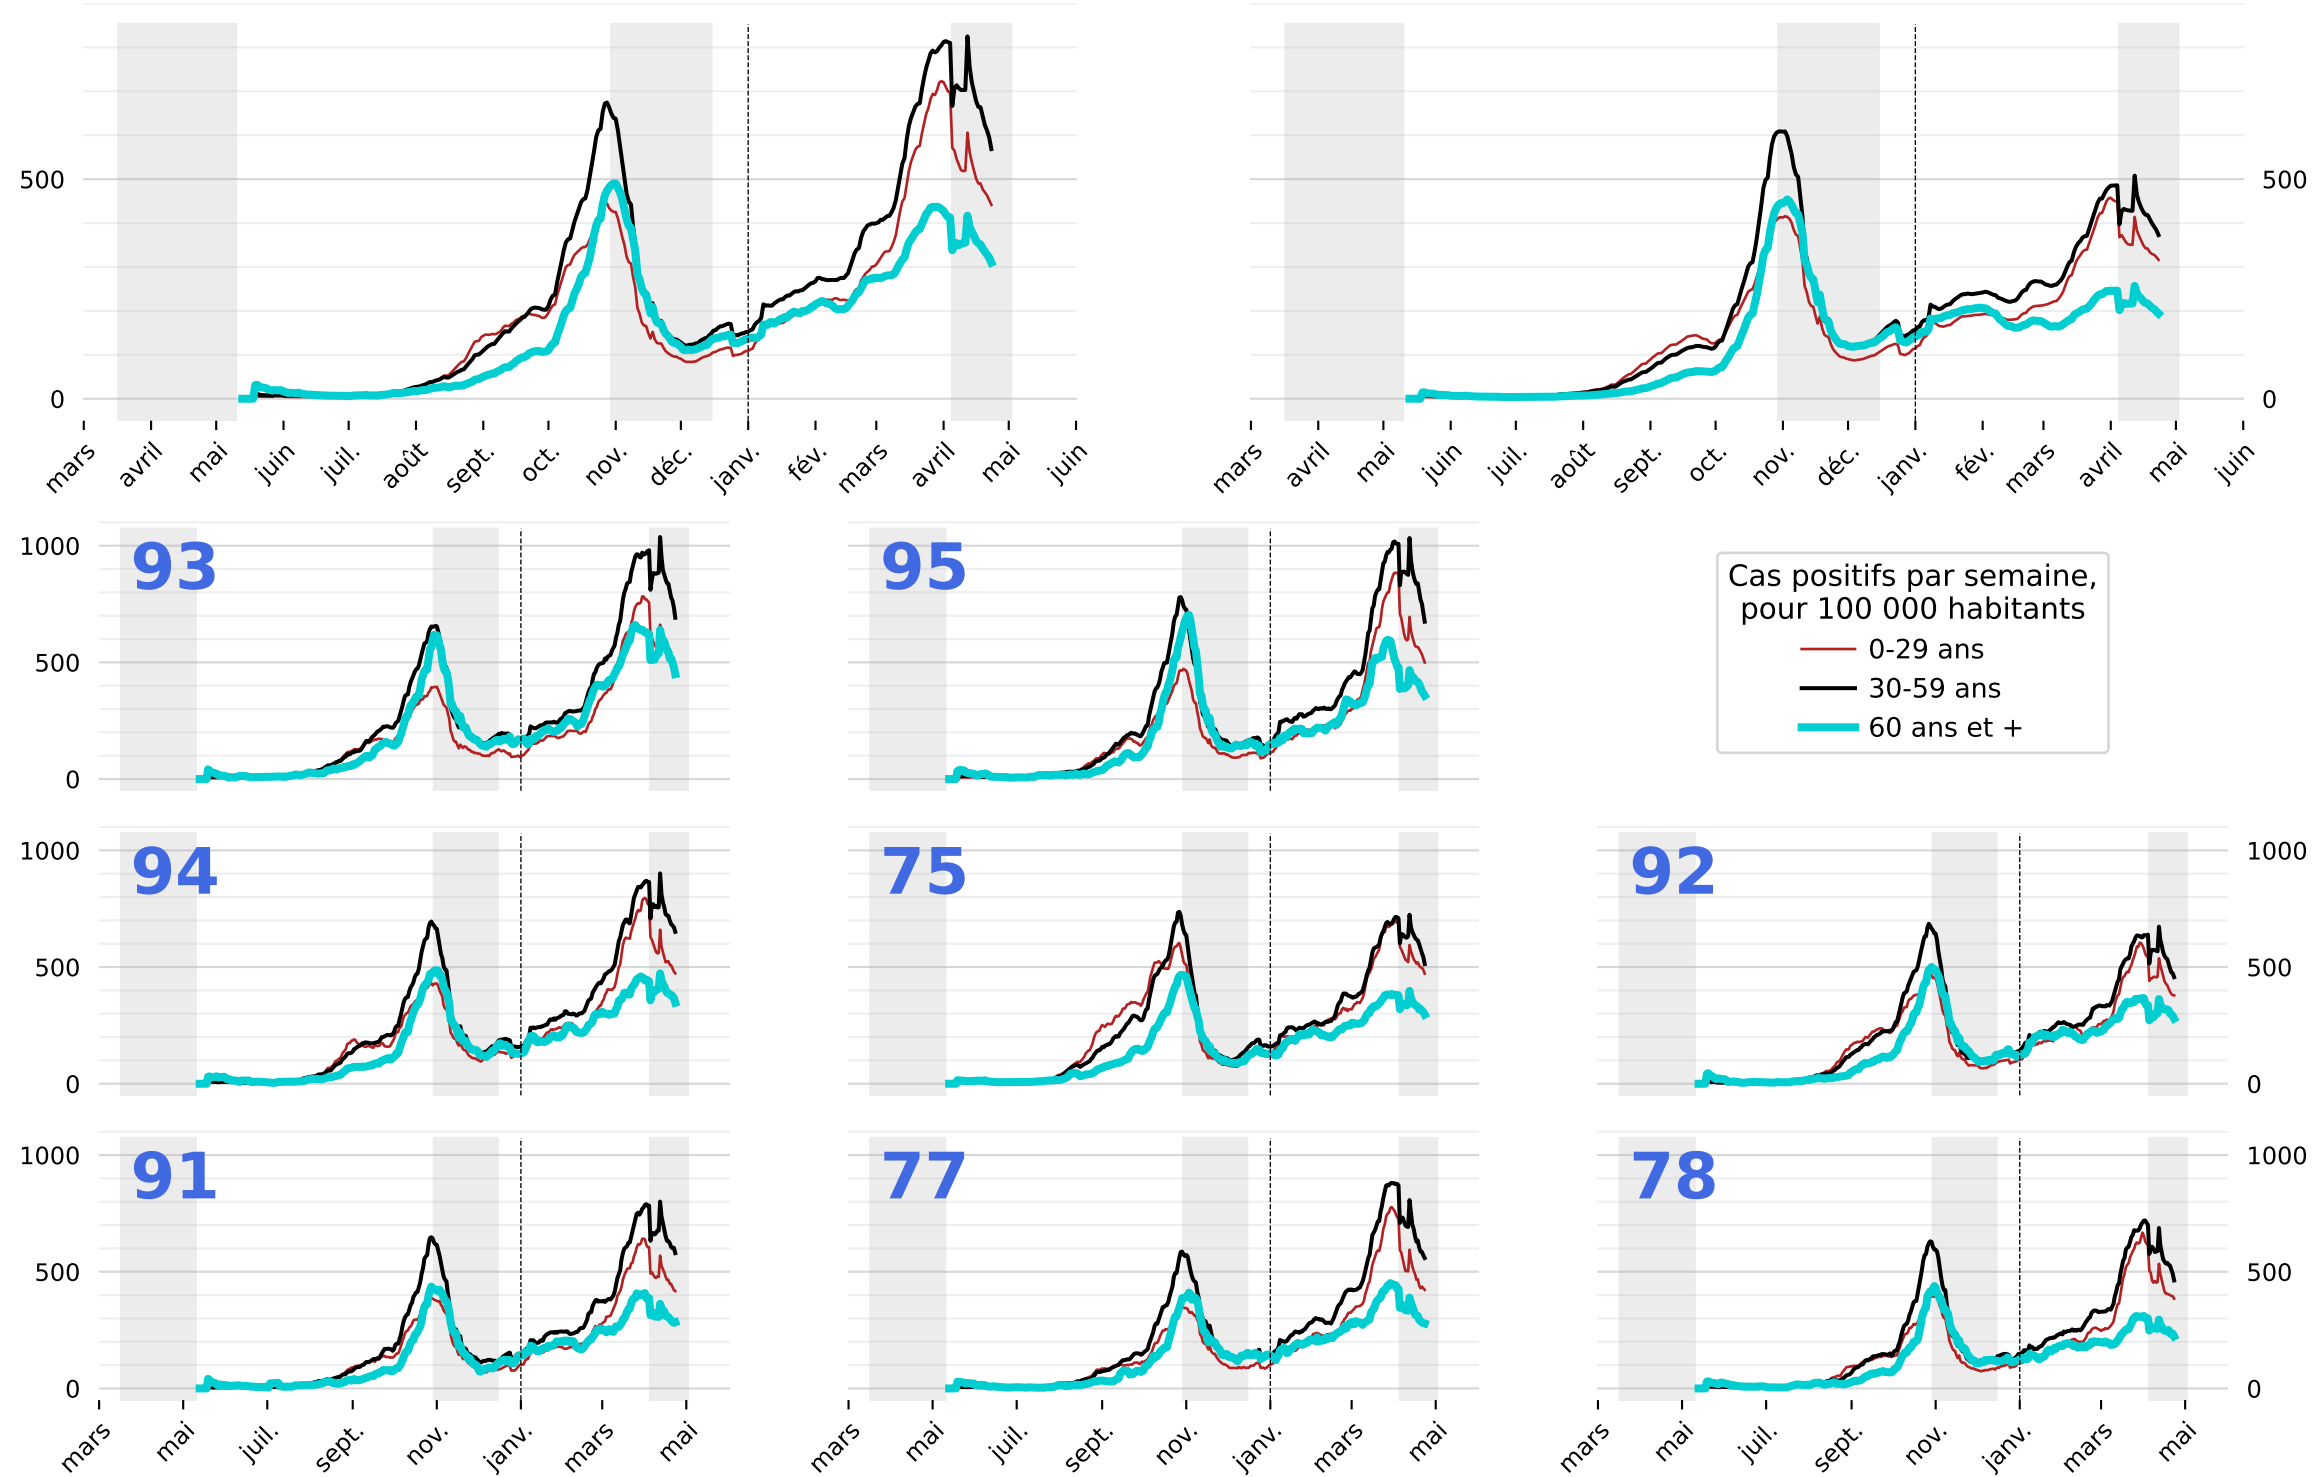 500
0
mars avril mai juin juil. août sept. oct. nov. déc. janv. fév. mars avril mai juin
500
0
mars avril mai juin juil. août sept. oct. nov. déc. janv. fév. mars avril mai juin
1000
500
0
93
95
Cas positifs par semaine,
pour 100 000 habitants
0-29 ans
30-59 ans
60 ans et +
1000
500
0
94
75
92
1000
500
0
1000
500
0
91
mars mai juil. sept. nov. janv. mars mai
77
mars mai juil. sept. nov. janv. mars mai
78
1000
500
0
mars mai juil. sept. nov. janv. mars mai